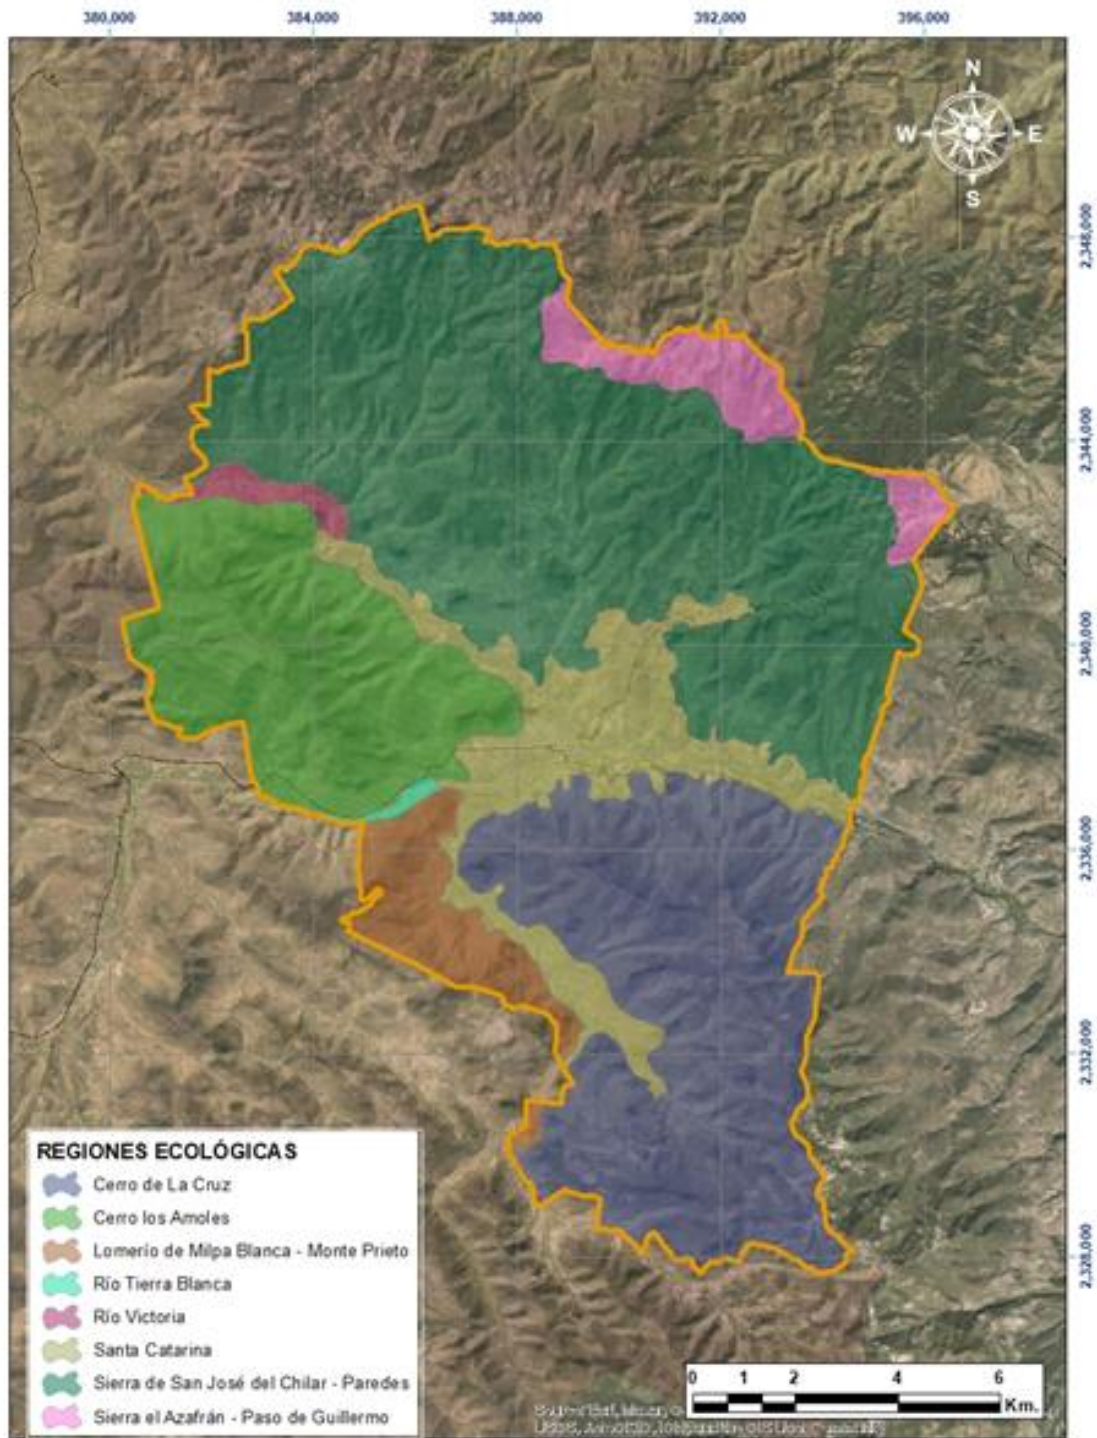 380,000 384,000 388,000 392,000 396,000
N
W E
S
2,348,000
2,344,000
2,340,000
2,336,000
2,332,000
2,328,000
REGIONES ECOLÓGICAS
Cerro de La Cruz
Cerro los Amoles
Lomerío de Milpa Blanca - Monte Prieto
Río Tierra Blanca
Río Victoria
Santa Catarina
Sierra de San José del Chilar - Paredes
Sierra el Azafrán - Paso de Guillermo
0 1 2 4 6
Km.